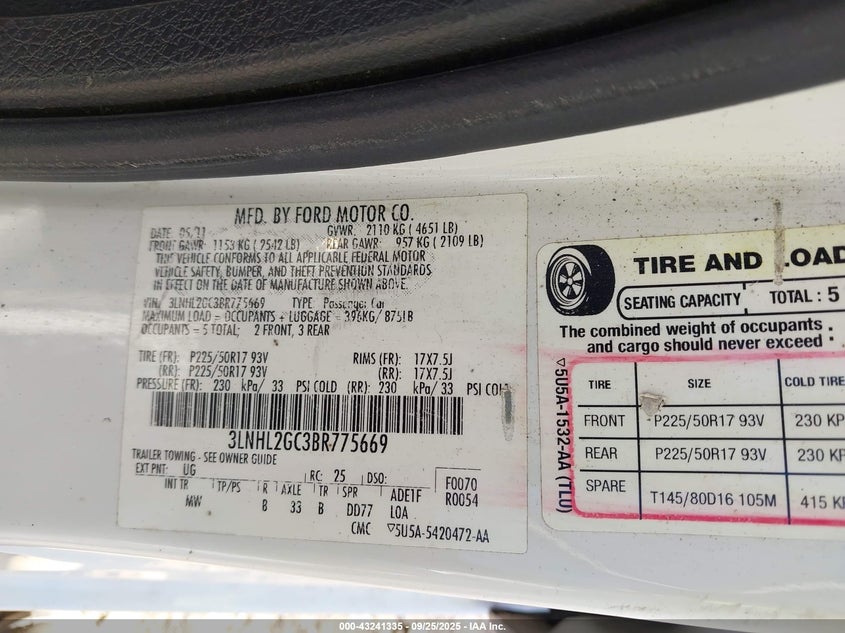 MFD. BY FORD MOTOR CO.
DATE 05/11 GVWR. 2110 KG ( 4651 LB)
FRONT GAWR: 1153 KG ( 2542 LB) REAR GAWR: 957 KG ( 2109 LB)
THIS VEHICLE CONFORMS TO ALL APPLICABLE FEDERAL MOTOR
VEHICLE SAFETY, BUMPER, AND THEFT PREVENTION STANDARDS
IN EFFECT ON THE DATE OF MANUFACTURE SHOWN ABOVE.
VIN: 3LNHL2GC3BR775669 TYPE: Passenger Car
MAXIMUM LOAD = OCCUPANTS + LUGGAGE = 396KG/ 875LB
OCCUPANTS = 5 TOTAL; 2 FRONT, 3 REAR
TIRE (FR): P225/50R17 93V RIMS (FR): 17X7.5J
(RR): P225/50R17 93V (RR): 17X7.5J
PRESSURE (FR): 230 kPa/ 33 PSI COLD (RR): 230 kPa/ 33 PSI COLD
3LNHL2GC3BR775669
TRAILER TOWING - SEE OWNER GUIDE
EXT PNT: UG RC: 25 DSO: F0070
INT TR TP/PS R AXLE TR SPR ADE1F R0054
MW B 33 B DD77 LOA
CMC ▽5U5A-5420472-AA
TIRE AND LOAD
SEATING CAPACITY TOTAL : 5
The combined weight of occupants
and cargo should never exceed
▽5U5A-1532-AA (TL0)
TIRE SIZE COLD TIRE
FRONT P225/50R17 93V 230 KP
REAR P225/50R17 93V 230 KP
SPARE T145/80D16 105M 415 KP
000-43241335 — 09/25/2025 — IAA Inc.